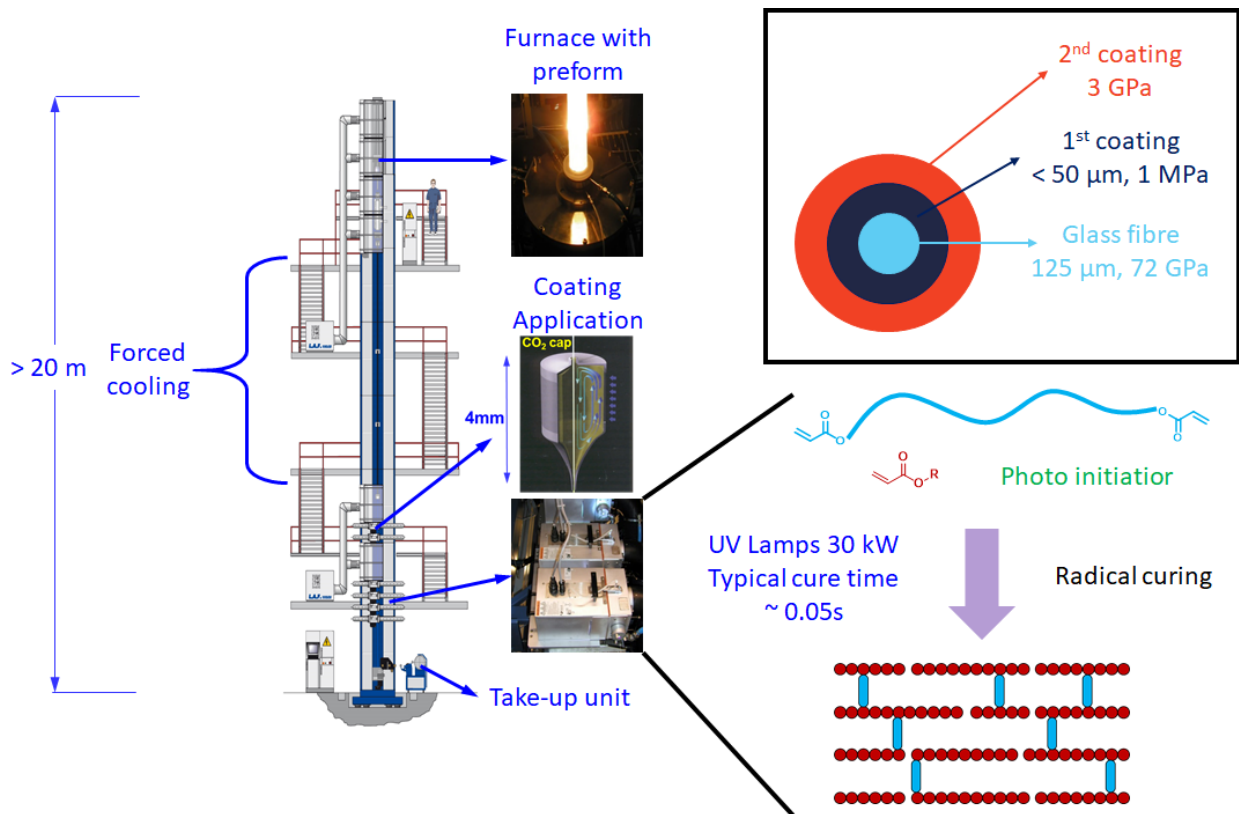 Furnace with
preform
> 20 m
Forced
cooling
Coating
Application
CO₂ cap
4mm
Take-up unit
2nd coating
3 GPa
1st coating
< 50 µm, 1 MPa
Glass fibre
125 µm, 72 GPa
O
O
O
O
O
O
R
Photo initiatior
UV Lamps 30 kW
Typical cure time
~ 0.05s
Radical curing
n
n